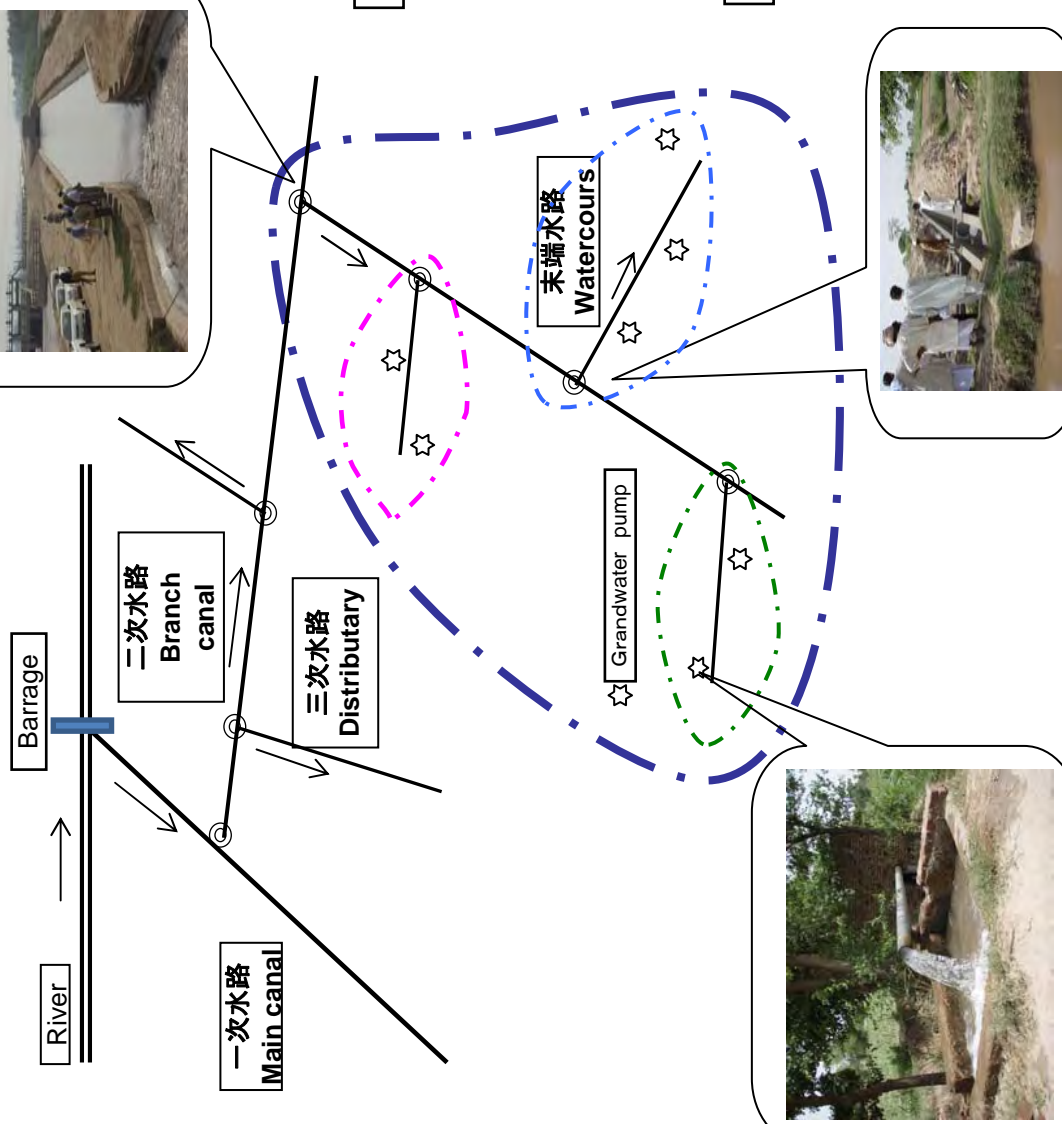 River
Barrage
一次水路
Main canal
二次水路
Branch
canal
三次水路
Distributary
末端水路
Watercours
Grandwater pump